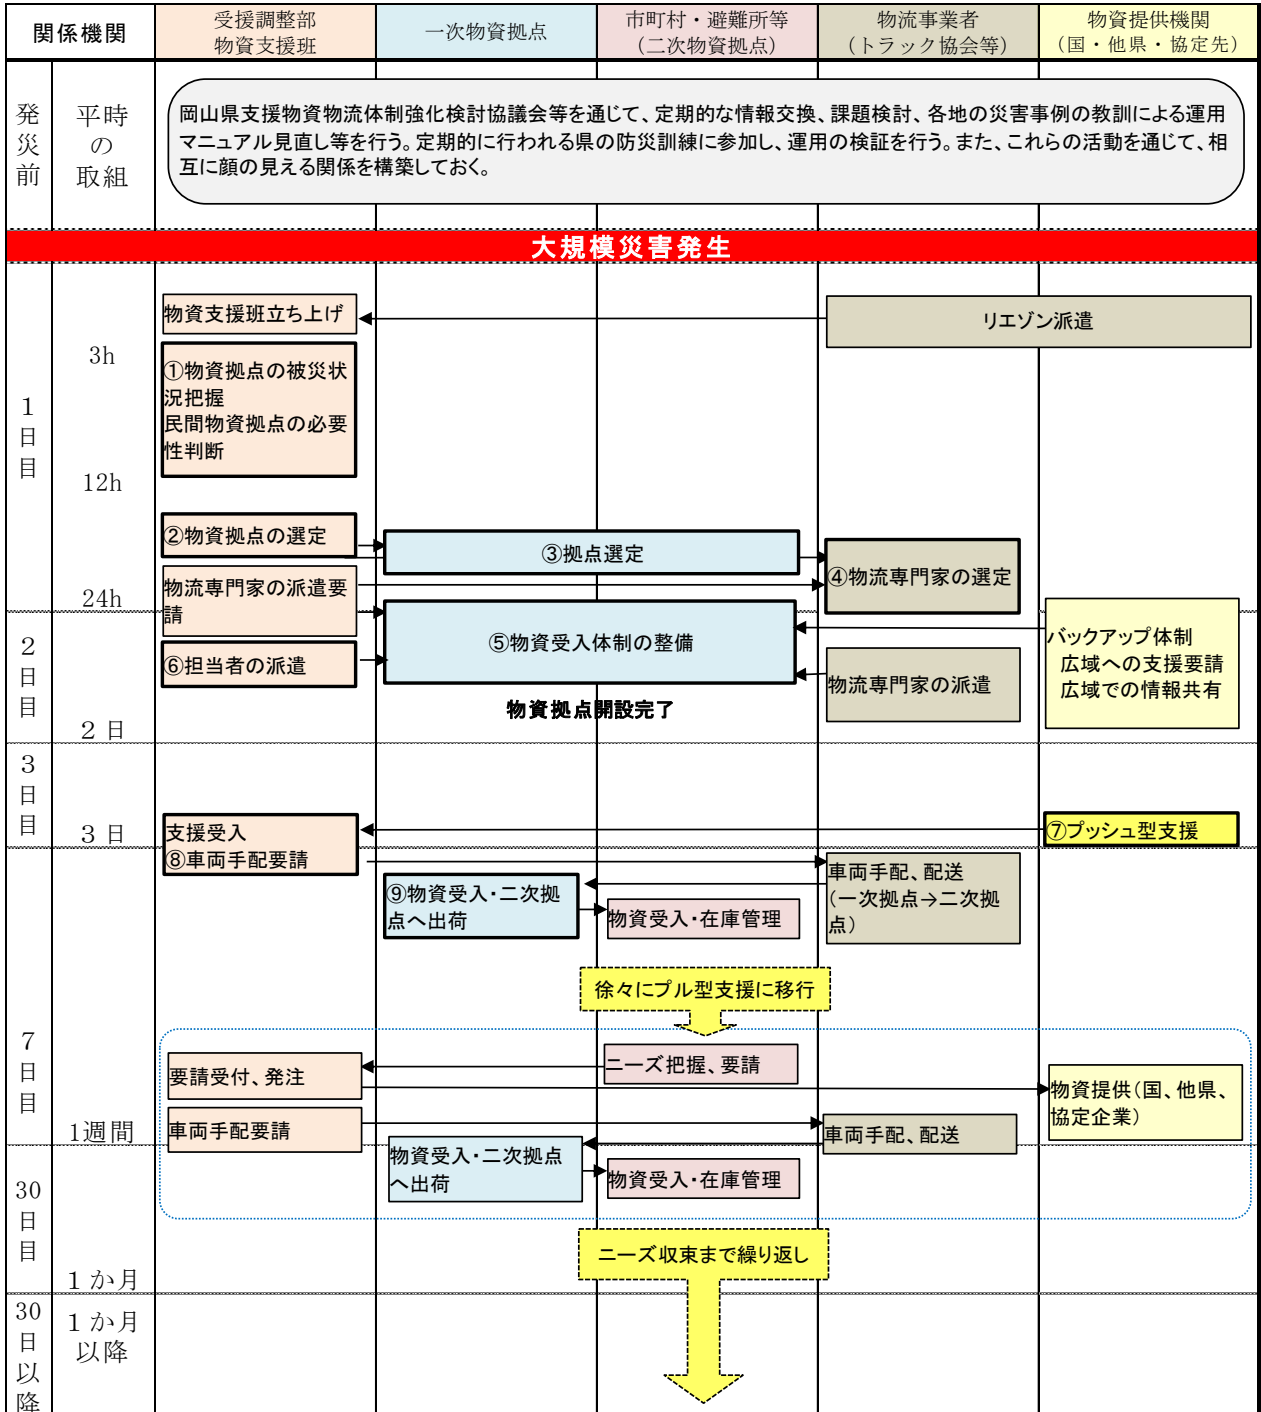 関係機関
受援調整部
物資支援班
一次物資拠点
市町村・避難所等
（二次物資拠点）
物流事業者
（トラック協会等）
物資提供機関
（国・他県・協定先）
発災前
平時
の
取組
岡山県支援物資物流体制強化検討協議会等を通じて、定期的な情報交換、課題検討、各地の災害事例の教訓による運用
マニュアル見直し等を行う。定期的に行われる県の防災訓練に参加し、運用の検証を行う。また、これらの活動を通じて、相
互に顔の見える関係を構築しておく。
大規模災害発生
1日目
3h
12h
24h
物資支援班立ち上げ
リエゾン派遣
①物資拠点の被災状
況把握
民間物資拠点の必要
性判断
②物資拠点の選定
③拠点選定
④物流専門家の選定
物流専門家の派遣要
請
2日目
２日
⑤物資受入体制の整備
⑥担当者の派遣
物流専門家の派遣
バックアップ体制
広域への支援要請
広域での情報共有
物資拠点開設完了
3日目
３日
支援受入
⑧車両手配要請
⑦プッシュ型支援
車両手配、配送
（一次拠点→二次拠
点）
⑨物資受入・二次拠
点へ出荷
物資受入・在庫管理
徐々にプル型支援に移行
7日目
1週間
ニーズ把握、要請
要請受付、発注
物資提供（国、他県、
協定企業）
車両手配要請
車両手配、配送
物資受入・二次拠点
へ出荷
物資受入・在庫管理
30日目
１か月
ニーズ収束まで繰り返し
30日以降
１か月
以降